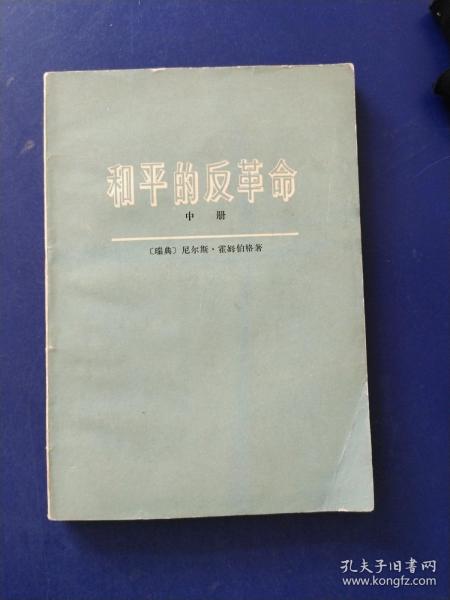 和平的反革命
中 册
〔瑞典〕尼尔斯·霍姆伯格著
孔夫子旧书网
www.kongfz.com